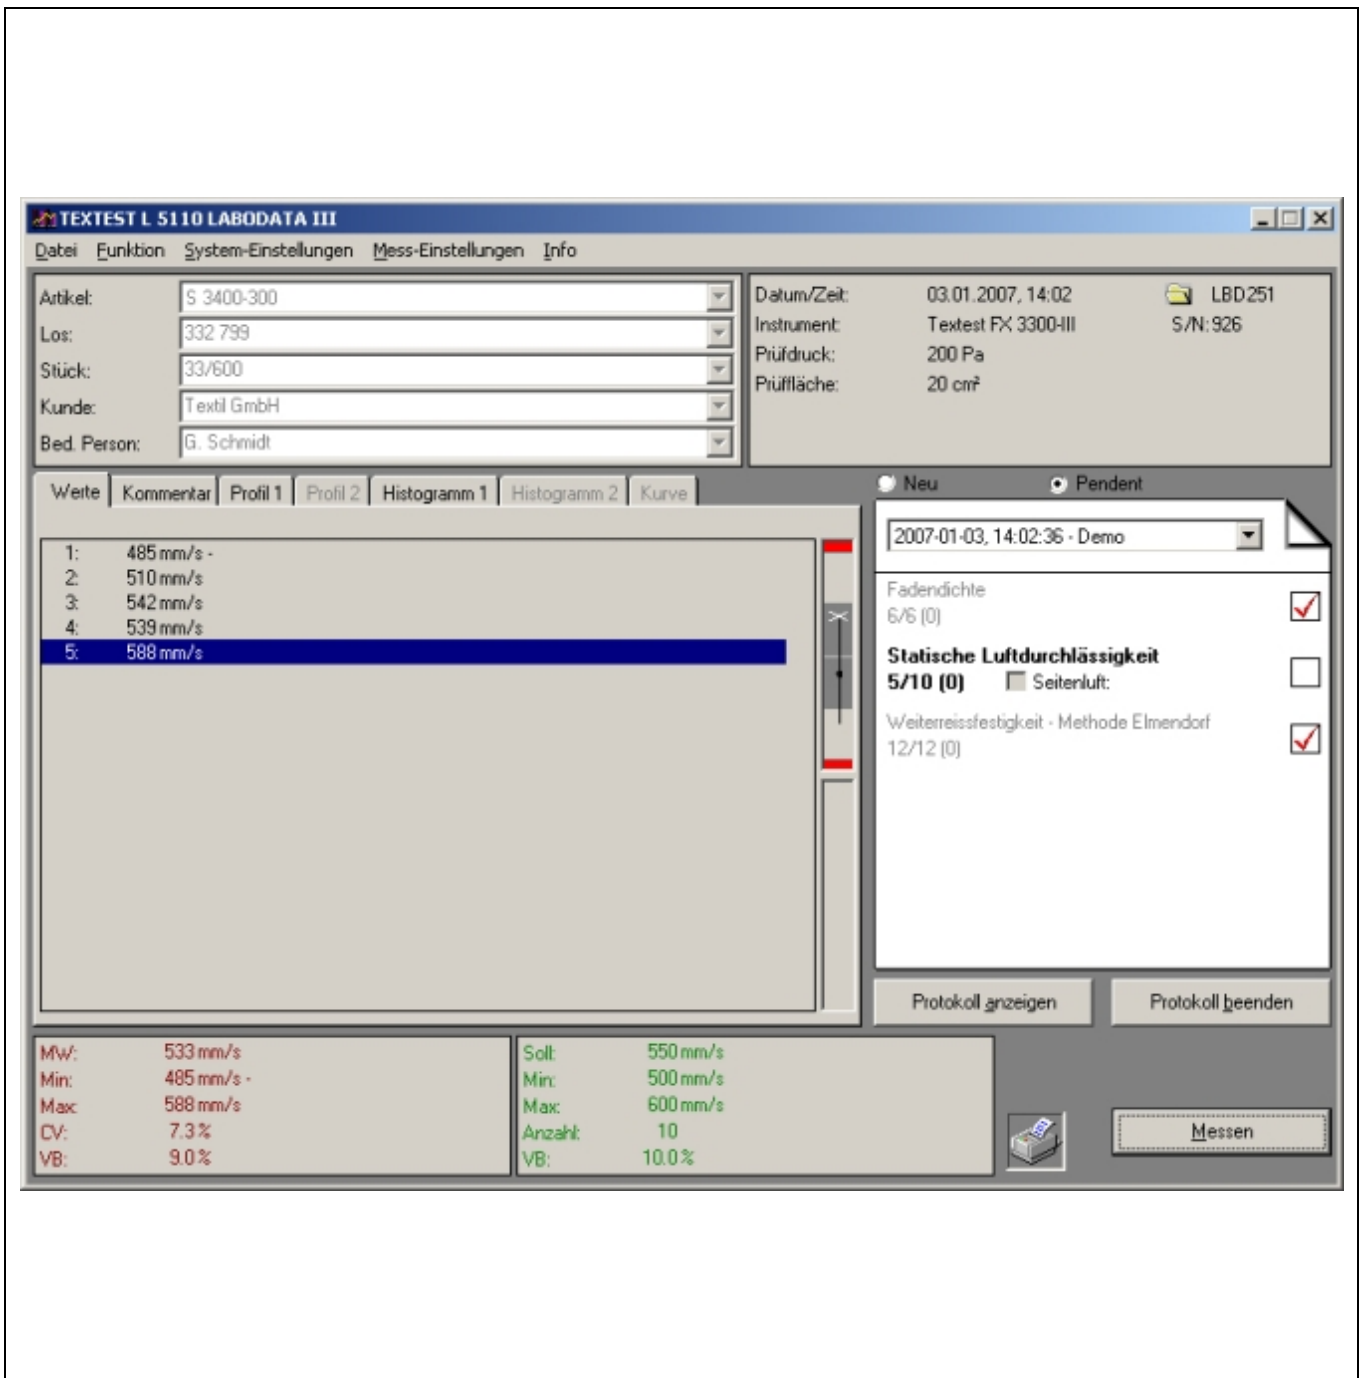 TEXTEST L 5110 LABODATA III
Datei Funktion System-Einstellungen Mess-Einstellungen Info
Artikel: S 3400-300
Los: 332 799
Stück: 33/600
Kunde: Textil GmbH
Bed. Person: G. Schmidt
Datum/Zeit: 03.01.2007, 14:02 LBD251
Instrument: Textest FX 3300-III S/N: 926
Prüfdruck: 200 Pa
Prüffläche: 20 cm²
Werte Kommentar Profil 1 Profil 2 Histogramm 1 Histogramm 2 Kurve
1: 485 mm/s -
2: 510 mm/s
3: 542 mm/s
4: 539 mm/s
5: 588 mm/s
Neu Pendent
2007-01-03, 14:02:36 - Demo
Fadendichte
6/6 (0)
Statische Luftdurchlässigkeit
5/10 (0) Seitenluft:
Weiterreissfestigkeit - Methode Elmendorf
12/12 (0)
Protokoll anzeigen Protokoll beenden
MW: 533 mm/s
Min: 485 mm/s -
Max: 588 mm/s
CV: 7.3 %
VB: 9.0 %
Soll: 550 mm/s
Min: 500 mm/s
Max: 600 mm/s
Anzahl: 10
VB: 10.0 %
Messen